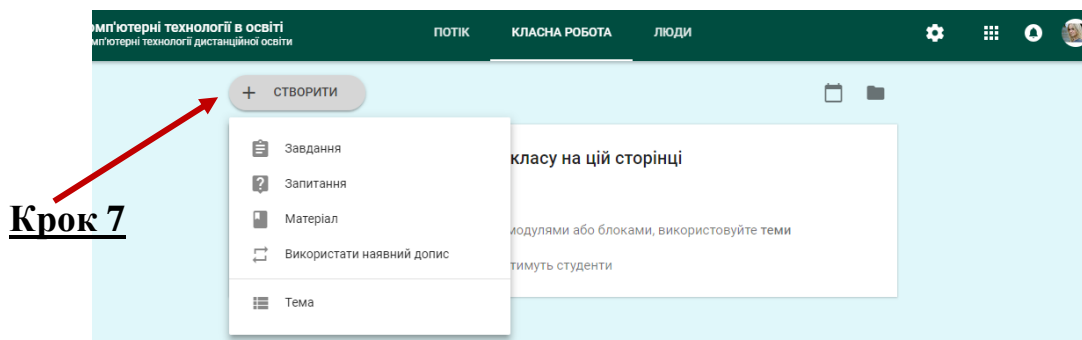 омп'ютерні технології в освіті
мп'ютерні технології дистанційної освіти
ПОТІК КЛАСНА РОБОТА ЛЮДИ
+ СТВОРИТИ
Завдання
класу на цій сторінці
Запитання
Крок 7
Матеріал
модулями або блоками, використовуйте теми
Використати наявний допис
тимуть студенти
Тема